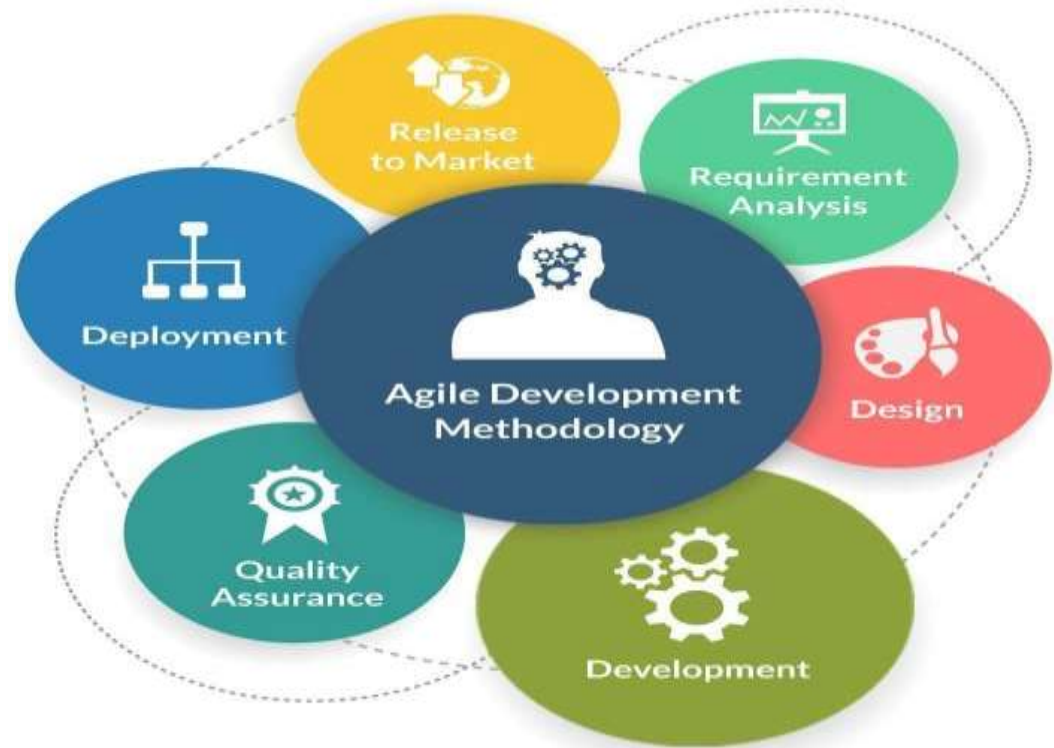 Release
to Market
Requirement
Analysis
Deployment
Agile Development
Methodology
Design
Quality
Assurance
Development